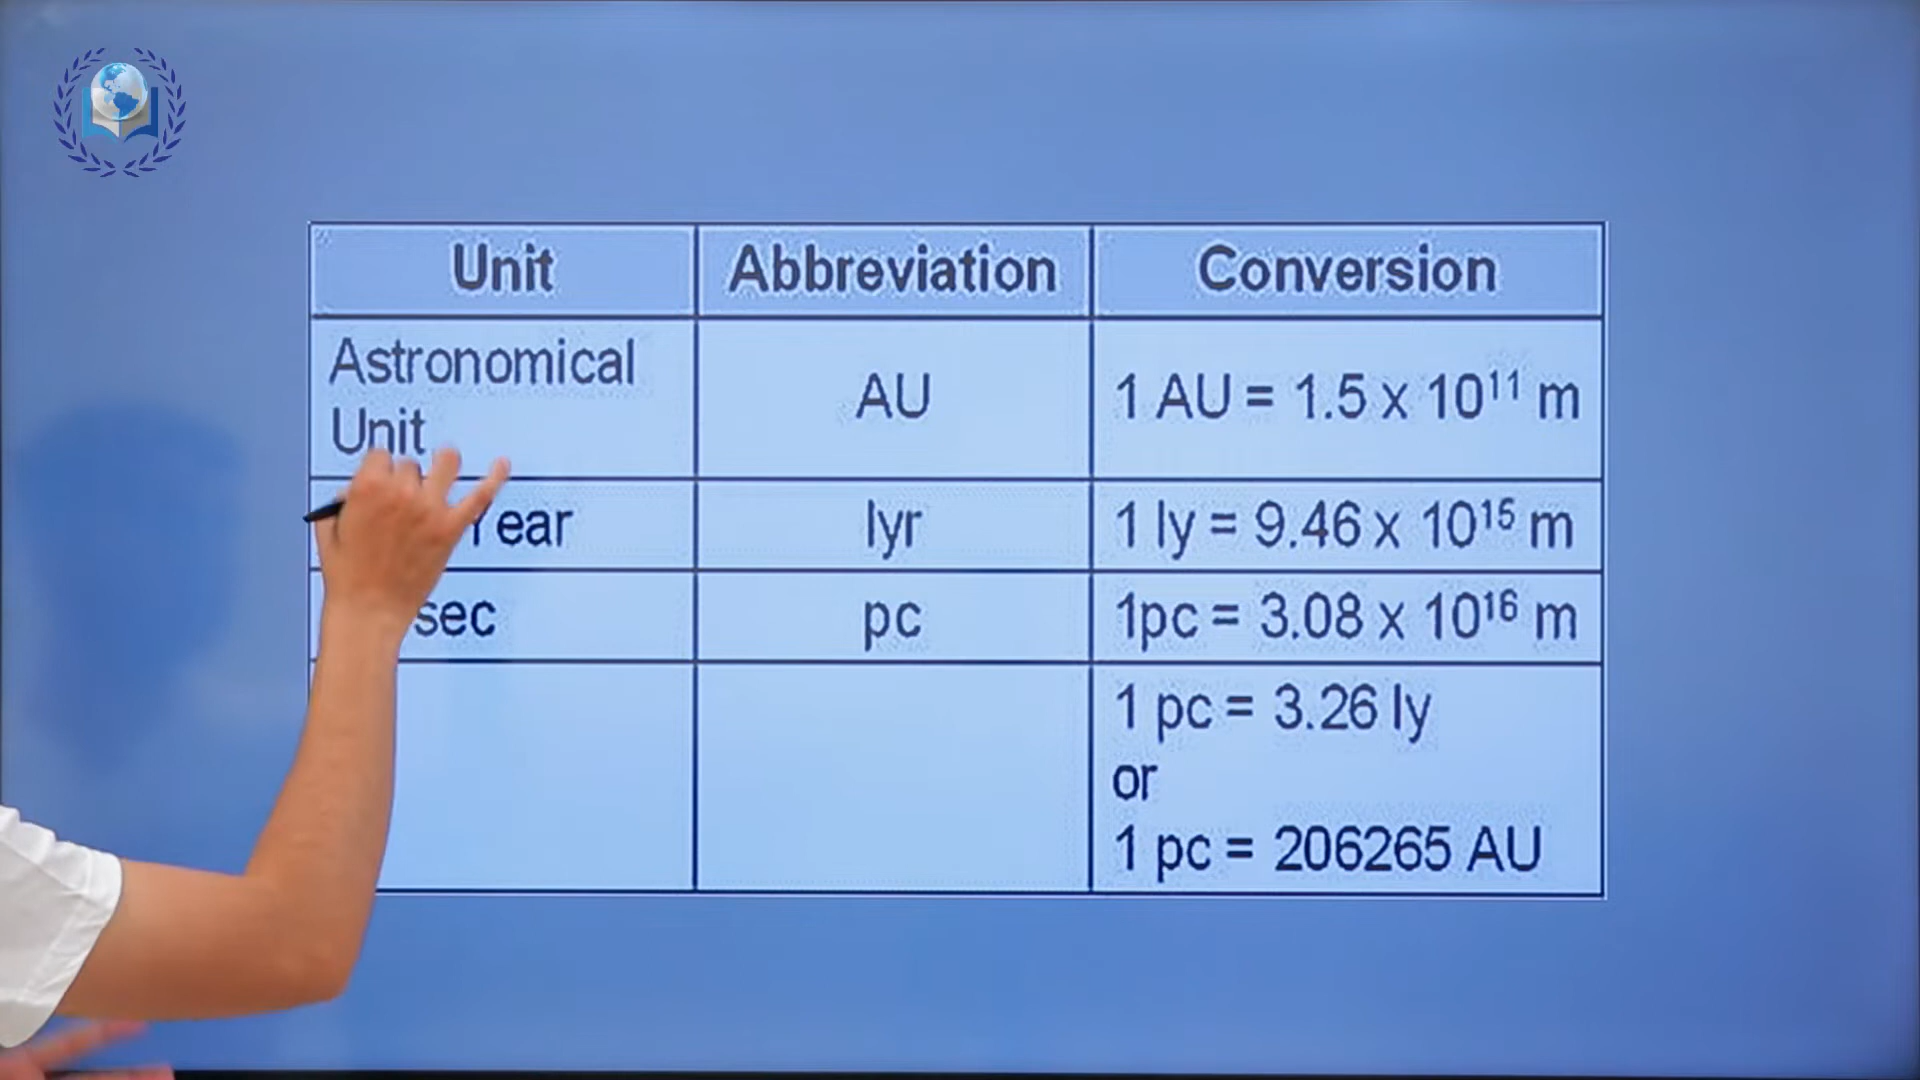 Unit Abbreviation Conversion
Astronomical
Unit
AU
1 AU = 1.5 x 10¹¹ m
Year lyr 1 ly = 9.46 x 10¹⁵ m
sec pc 1pc = 3.08 x 10¹⁶ m
1 pc = 3.26 ly
or
1 pc = 206265 AU